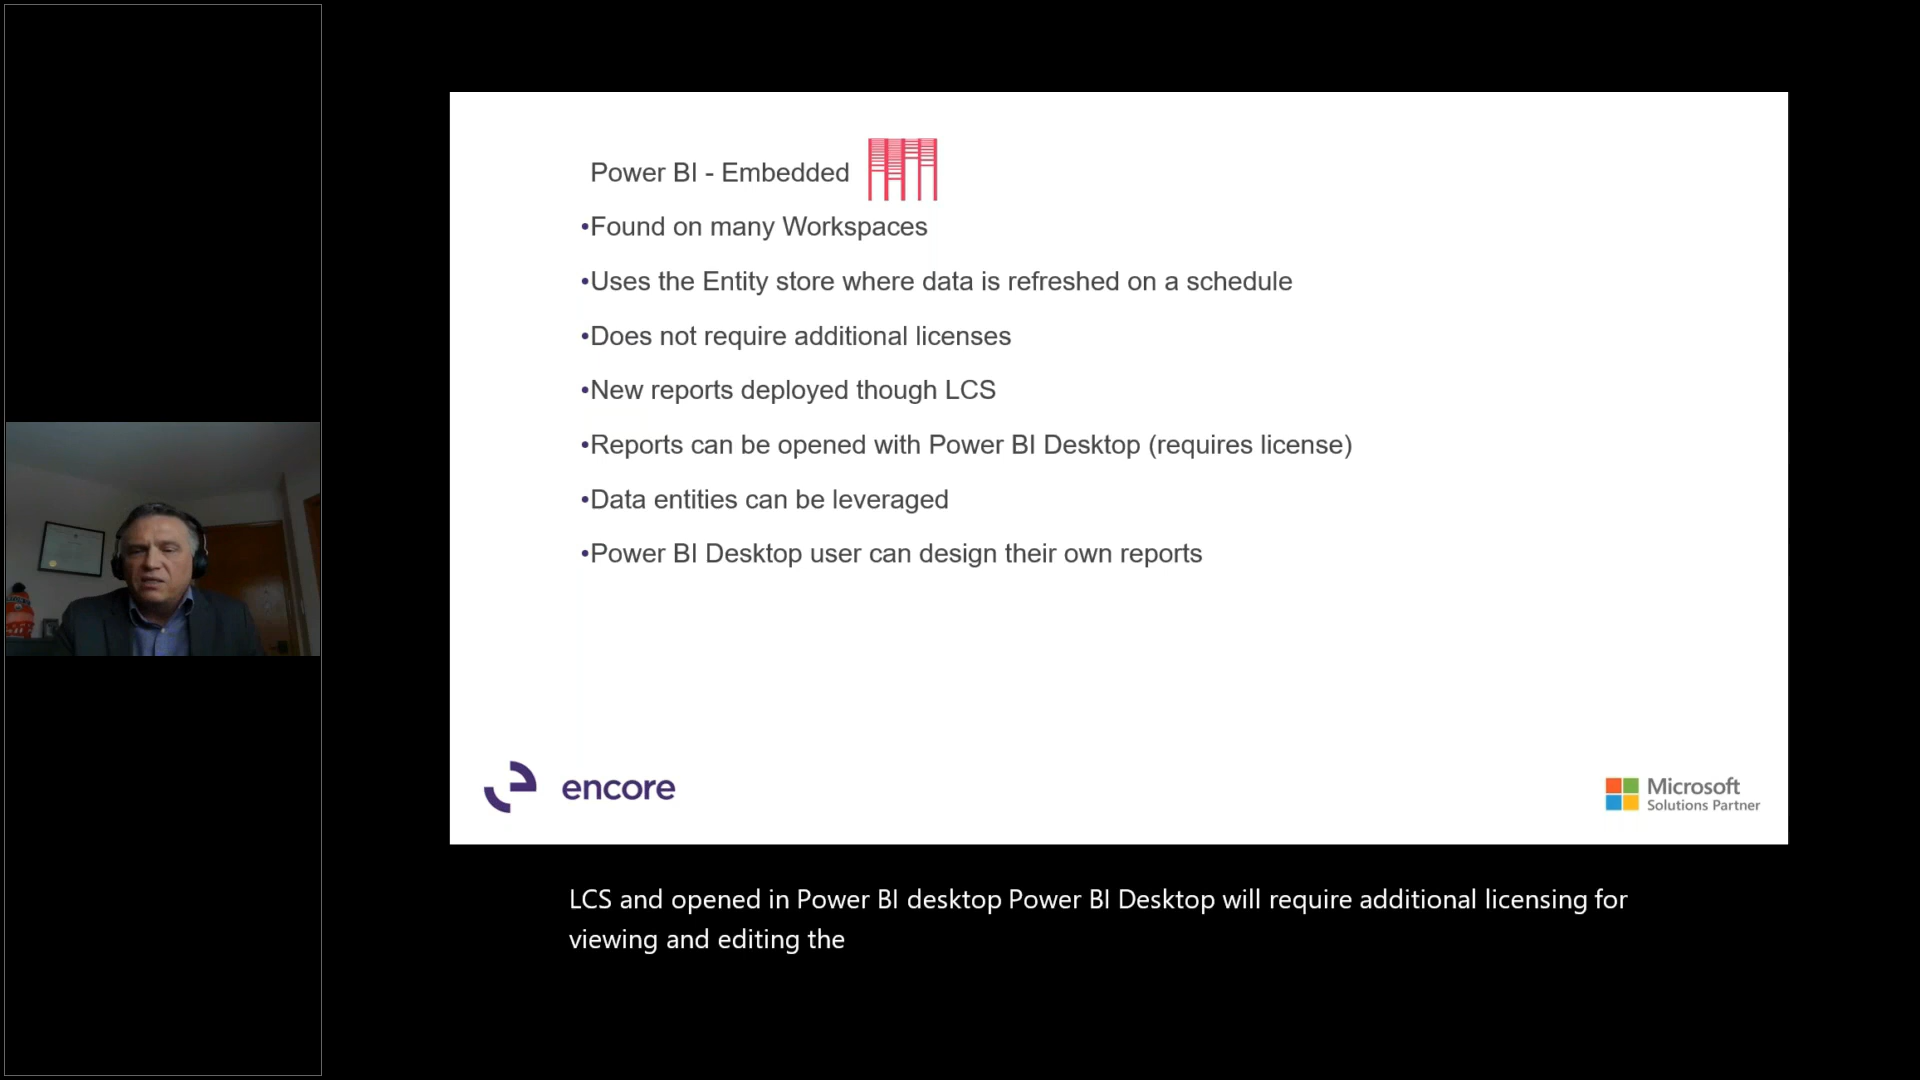 Power BI - Embedded
•Found on many Workspaces
•Uses the Entity store where data is refreshed on a schedule
•Does not require additional licenses
•New reports deployed though LCS
•Reports can be opened with Power BI Desktop (requires license)
•Data entities can be leveraged
•Power BI Desktop user can design their own reports
encore
Microsoft
Solutions Partner
LCS and opened in Power BI desktop Power BI Desktop will require additional licensing for
viewing and editing the